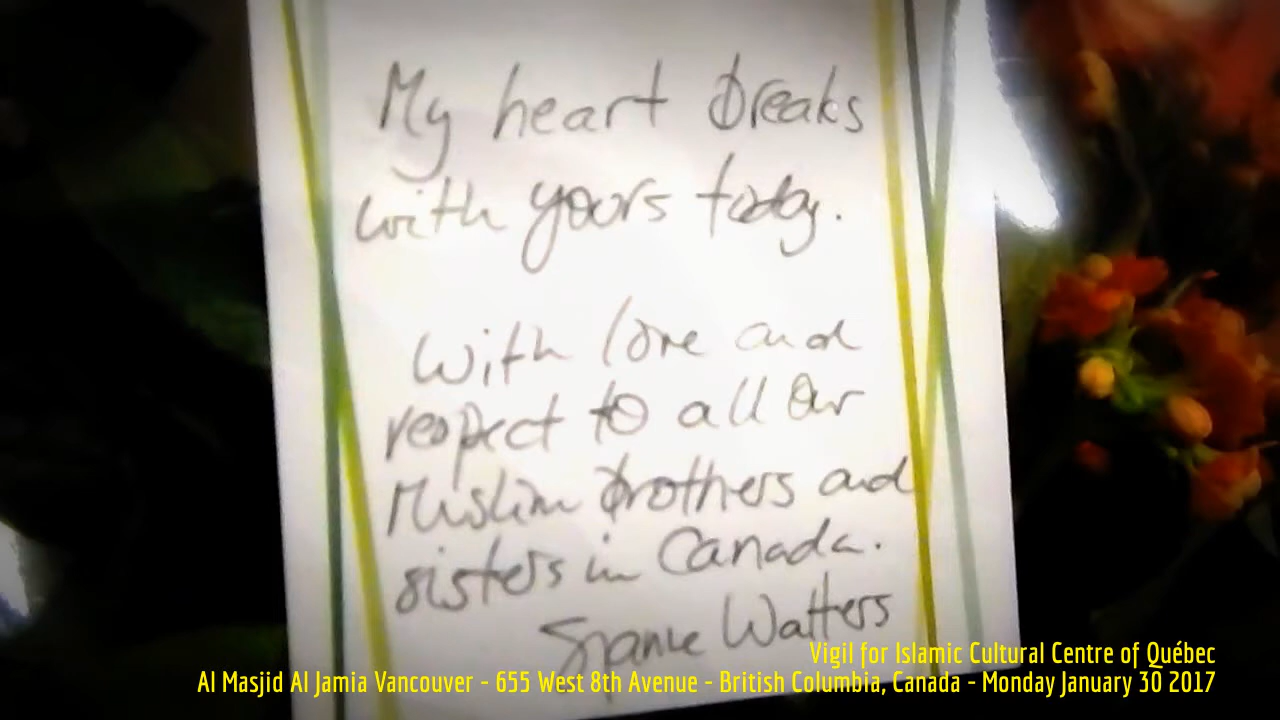 My heart breaks
with yours today.
With love and
respect to all our
Muslim brothers and
sisters in Canada.
Watters
Vigil for Islamic Cultural Centre of Québec
Al Masjid Al Jamia Vancouver - 655 West 8th Avenue - British Columbia, Canada - Monday January 30 2017